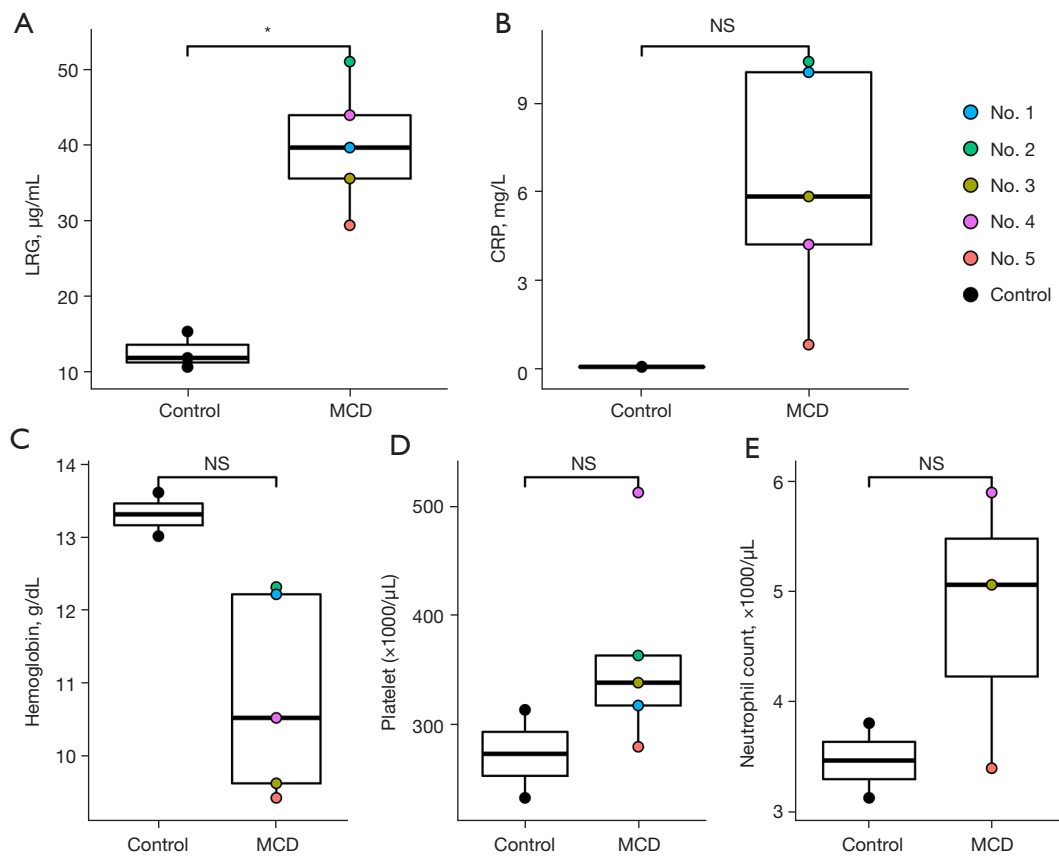 A
LRG, µg/mL
50
40
30
20
10
*
Control
MCD
B
CRP, mg/L
9
6
3
0
NS
Control
MCD
No. 1
No. 2
No. 3
No. 4
No. 5
Control
C
Hemoglobin, g/dL
14
13
12
11
10
NS
Control
MCD
D
Platelet (×1000/µL)
500
400
300
NS
Control
MCD
E
Neutrophil count, ×1000/µL
6
5
4
3
NS
Control
MCD